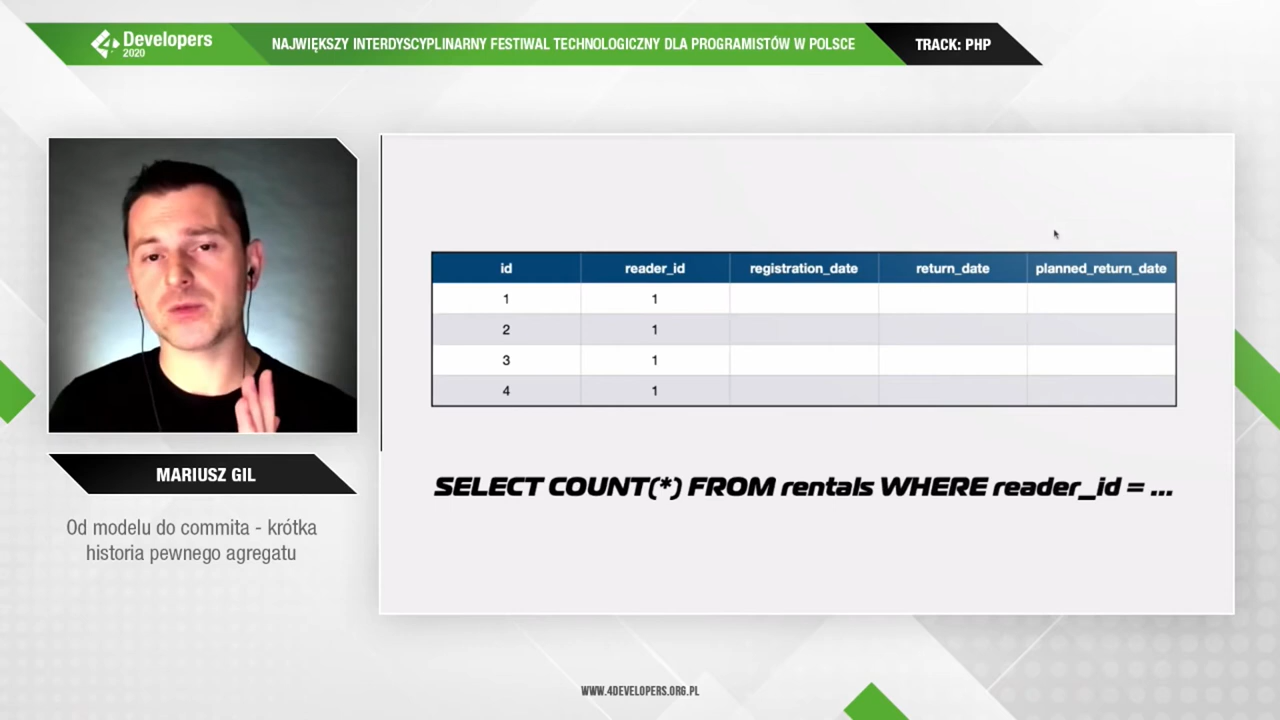 4Developers
2020
NAJWIĘKSZY INTERDYSCYPLINARNY FESTIWAL TECHNOLOGICZNY DLA PROGRAMISTÓW W POLSCE
TRACK: PHP
id reader_id registration_date return_date planned_return_date
1 1
2 1
3 1
4 1
SELECT COUNT(*) FROM rentals WHERE reader_id = ...
MARIUSZ GIL
Od modelu do commita - krótka
historia pewnego agregatu
WWW.4DEVELOPERS.ORG.PL